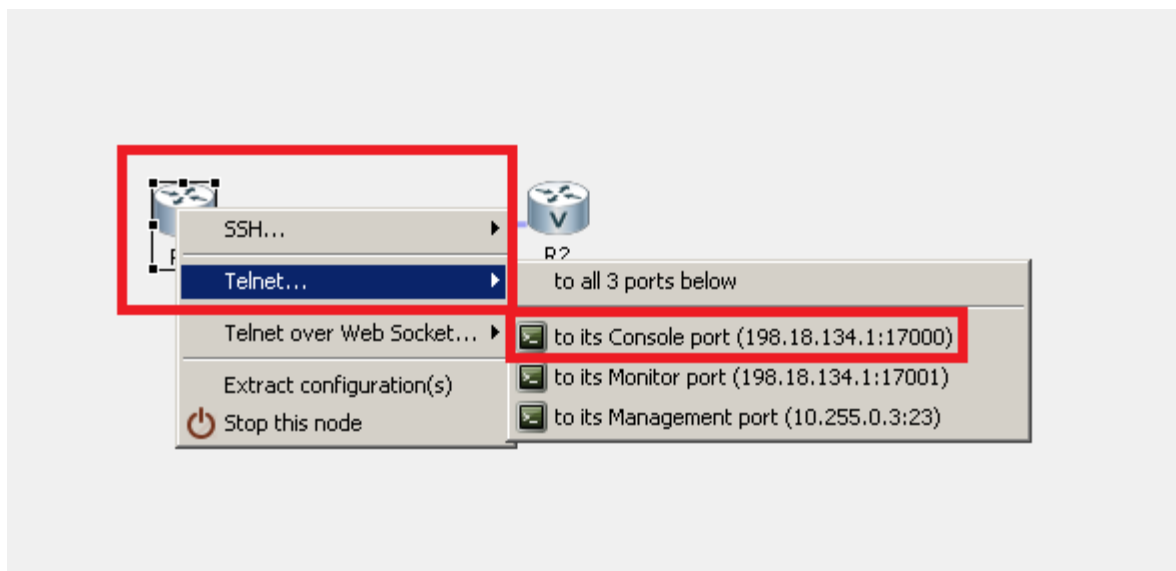 SSH...
V
R2
Telnet...
to all 3 ports below
Telnet over Web Socket...
to its Console port (198.18.134.1:17000)
to its Monitor port (198.18.134.1:17001)
Extract configuration(s)
to its Management port (10.255.0.3:23)
Stop this node